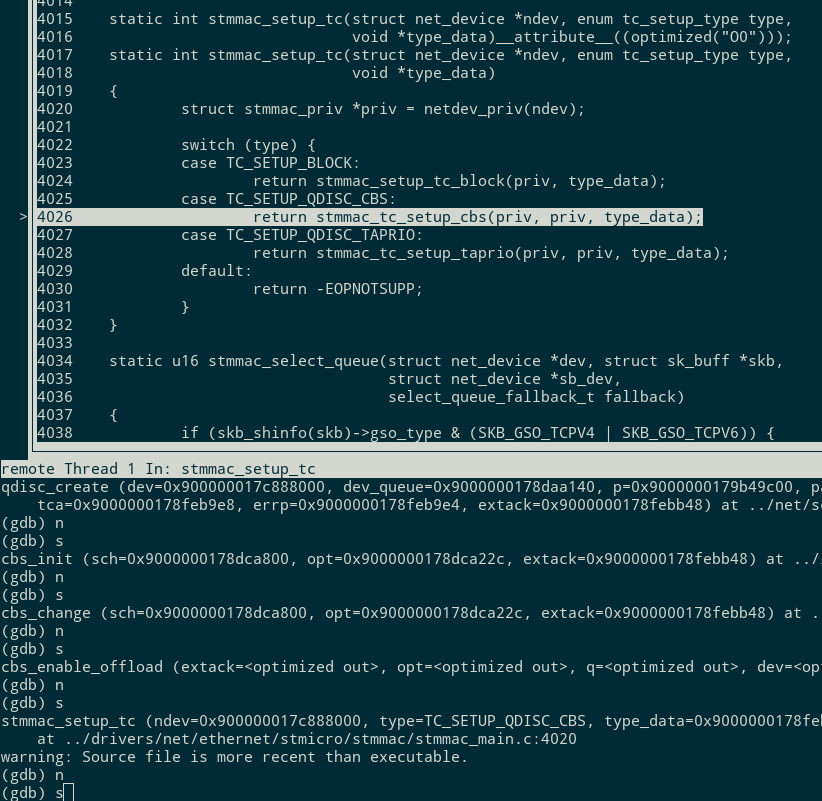 4014
4015    static int stmmac_setup_tc(struct net_device *ndev, enum tc_setup_type type,
4016                               void *type_data)__attribute__((optimized("O0")));
4017    static int stmmac_setup_tc(struct net_device *ndev, enum tc_setup_type type,
4018                               void *type_data)
4019    {
4020            struct stmmac_priv *priv = netdev_priv(ndev);
4021
4022            switch (type) {
4023            case TC_SETUP_BLOCK:
4024                    return stmmac_setup_tc_block(priv, type_data);
4025            case TC_SETUP_QDISC_CBS:
>4026                    return stmmac_tc_setup_cbs(priv, priv, type_data);
4027            case TC_SETUP_QDISC_TAPRIO:
4028                    return stmmac_tc_setup_taprio(priv, priv, type_data);
4029            default:
4030                    return -EOPNOTSUPP;
4031            }
4032    }
4033
4034    static u16 stmmac_select_queue(struct net_device *dev, struct sk_buff *skb,
4035                                   struct net_device *sb_dev,
4036                                   select_queue_fallback_t fallback)
4037    {
4038            if (skb_shinfo(skb)->gso_type & (SKB_GSO_TCPV4 | SKB_GSO_TCPV6)) {
remote Thread 1 In: stmmac_setup_tc
qdisc_create (dev=0x900000017c888000, dev_queue=0x9000000178daa140, p=0x9000000179b49c00, pa
    tca=0x9000000178feb9e8, errp=0x9000000178feb9e4, extack=0x9000000178febb48) at ../net/sc
(gdb) n
(gdb) s
cbs_init (sch=0x9000000178dca800, opt=0x9000000178dca22c, extack=0x9000000178febb48) at ../
(gdb) n
(gdb) s
cbs_change (sch=0x9000000178dca800, opt=0x9000000178dca22c, extack=0x9000000178febb48) at .
(gdb) n
(gdb) s
cbs_enable_offload (extack=<optimized out>, opt=<optimized out>, q=<optimized out>, dev=<opt
(gdb) n
(gdb) s
stmmac_setup_tc (ndev=0x900000017c888000, type=TC_SETUP_QDISC_CBS, type_data=0x9000000178feb
    at ../drivers/net/ethernet/stmicro/stmmac/stmmac_main.c:4020
warning: Source file is more recent than executable.
(gdb) n
(gdb) s